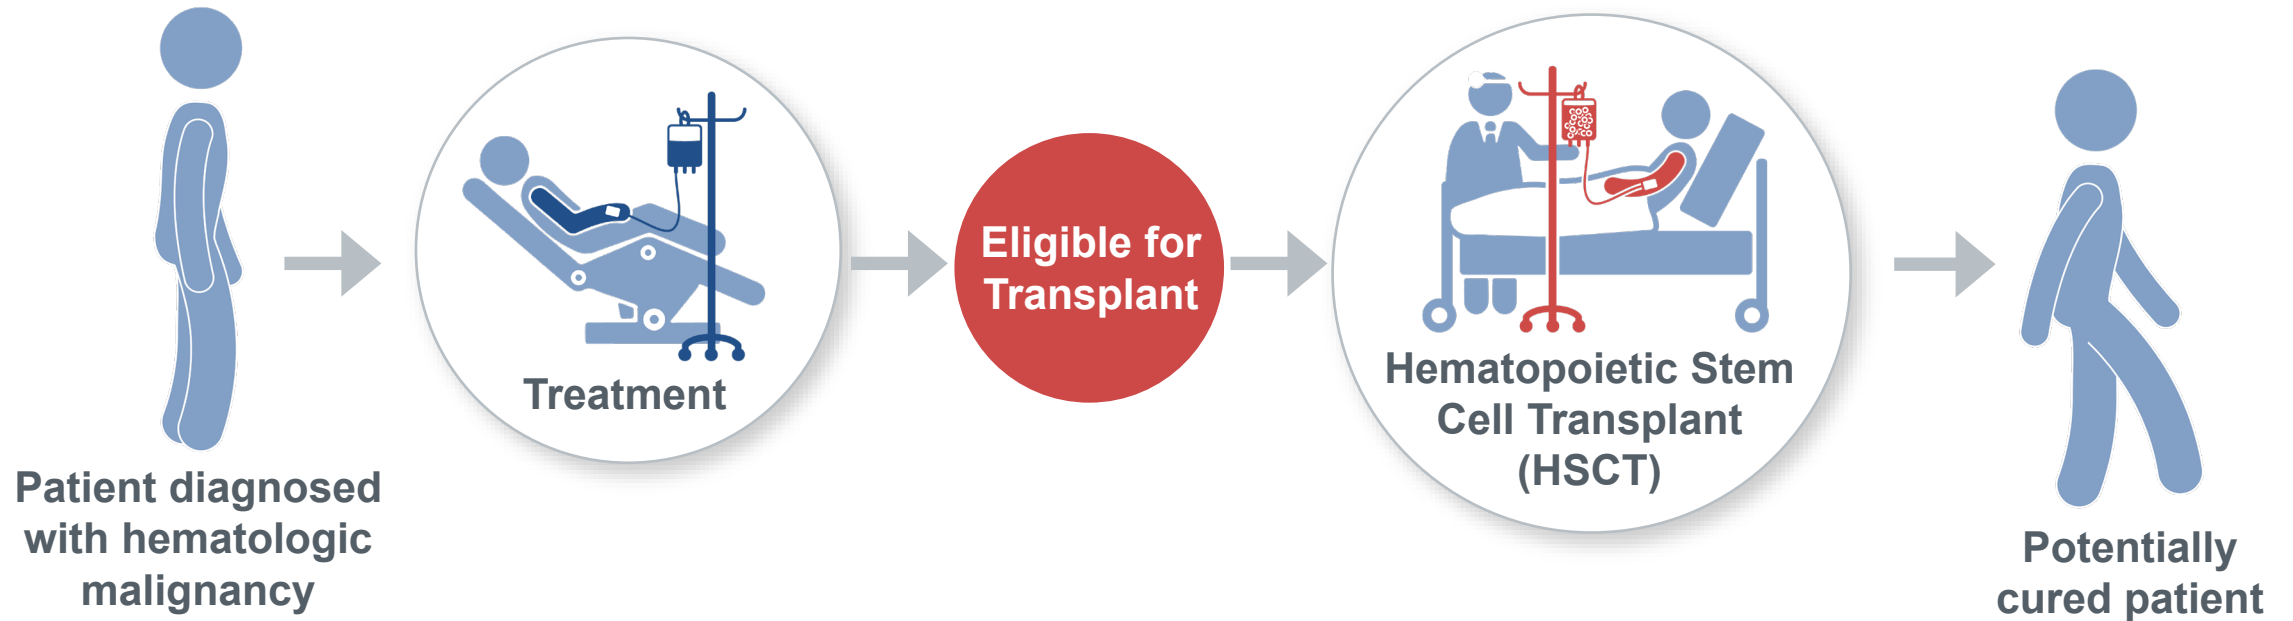 Patient diagnosed
with hematologic
malignancy
Treatment
Eligible for
Transplant
Hematopoietic Stem
Cell Transplant
(HSCT)
Potentially
cured patient